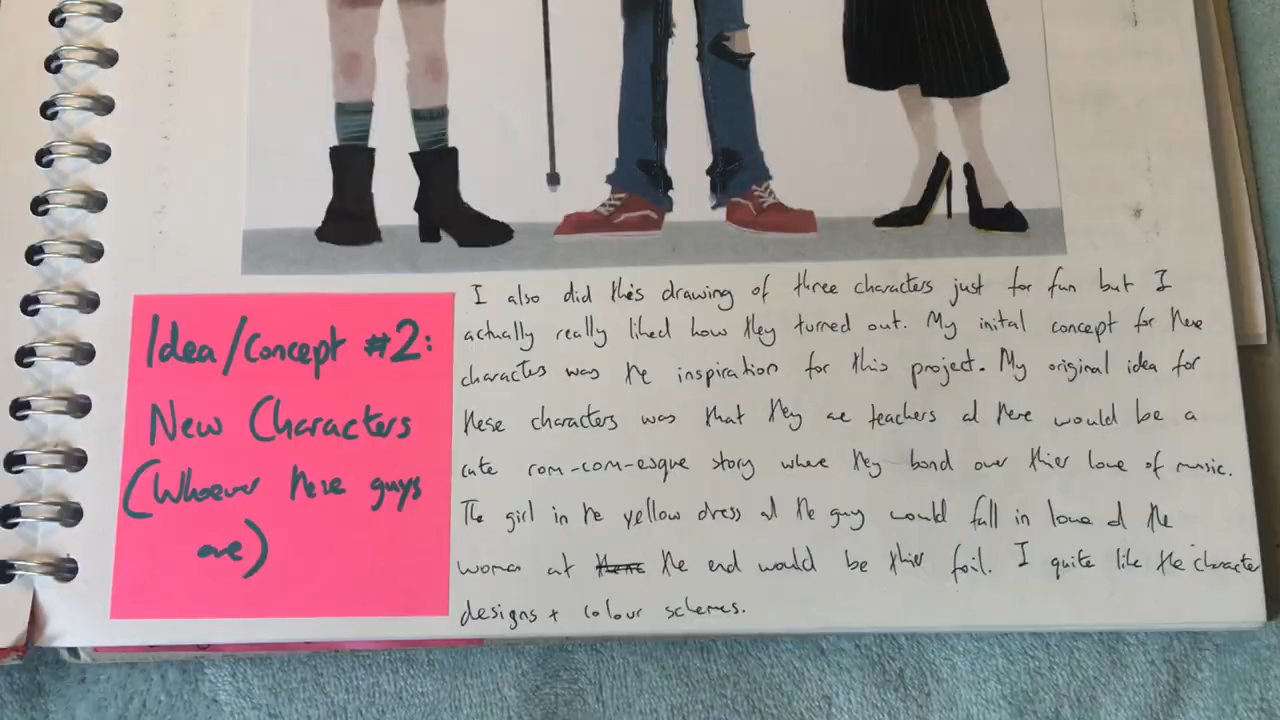 Idea/Concept #2:
New Characters
(Whoever these guys
are)
I also did this drawing of three characters just for fun but I
actually really liked how they turned out. My inital concept for these
characters was the inspiration for this project. My original idea for
these characters was that they are teachers and there would be a
cute rom-com-esque story where they bond over thier love of music.
The girl in the yellow dress and the guy would fall in love and the
woman at the end would be thier foil. I quite like the character
designs + colour schemes.